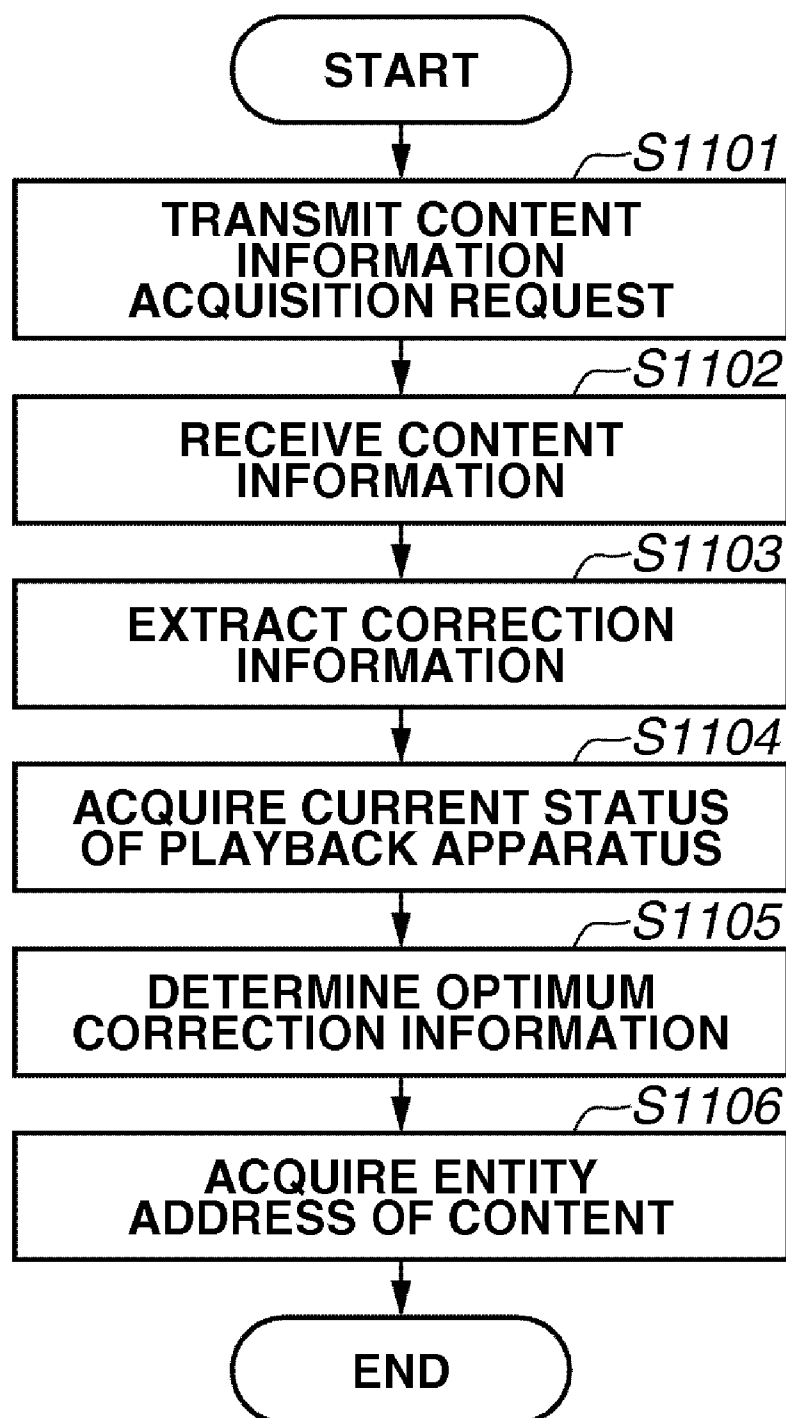 START
S1101
TRANSMIT CONTENT
INFORMATION
ACQUISITION REQUEST
S1102
RECEIVE CONTENT
INFORMATION
S1103
EXTRACT CORRECTION
INFORMATION
S1104
ACQUIRE CURRENT STATUS
OF PLAYBACK APPARATUS
S1105
DETERMINE OPTIMUM
CORRECTION INFORMATION
S1106
ACQUIRE ENTITY
ADDRESS OF CONTENT
END